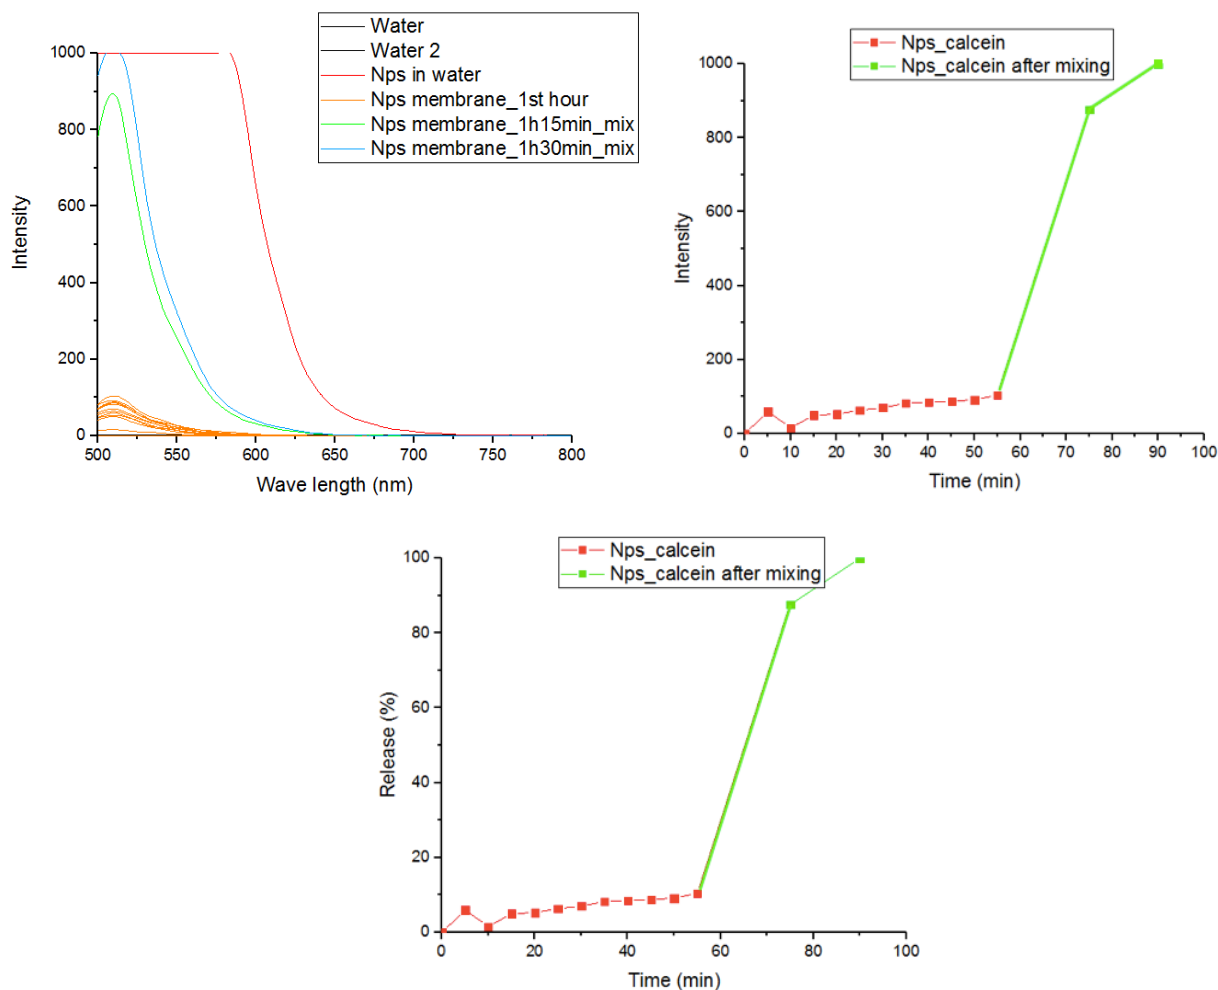 Water
Water 2
Nps in water
Nps membrane_1st hour
Nps membrane_1h15min_mix
Nps membrane_1h30min_mix
1000
800
600
400
200
0
Intensity
500
550
600
650
700
750
800
Wave length (nm)
Nps_calcein
Nps_calcein after mixing
1000
800
600
400
200
0
Intensity
0
10
20
30
40
50
60
70
80
90
100
Time (min)
Nps_calcein
Nps_calcein after mixing
100
80
60
40
20
0
Release (%)
0
20
40
60
80
100
Time (min)